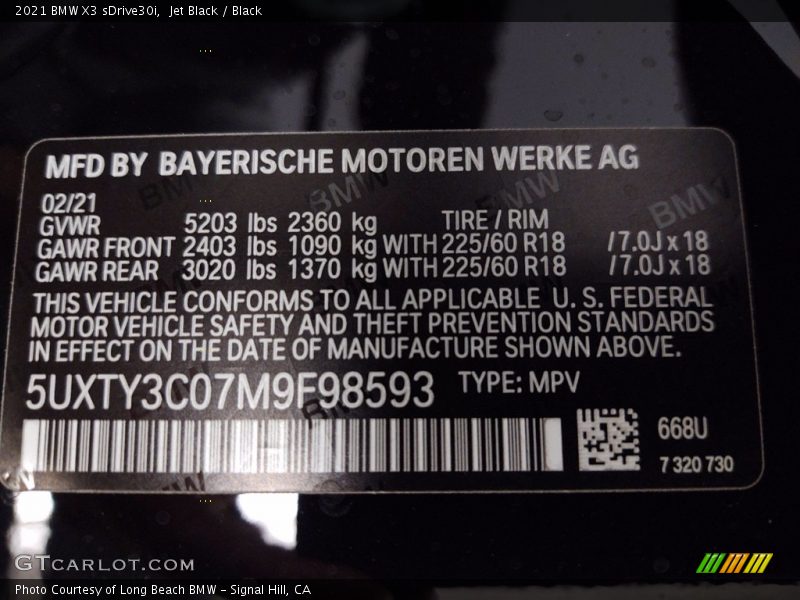 2021 BMW X3 sDrive30i,  Jet Black / Black
MFD BY BAYERISCHE MOTOREN WERKE AG
02/21
GVWR 5203 lbs 2360 kg TIRE / RIM
GAWR FRONT 2403 lbs 1090 kg WITH 225/60 R18 /7.0J x 18
GAWR REAR 3020 lbs 1370 kg WITH 225/60 R18 /7.0J x 18
THIS VEHICLE CONFORMS TO ALL APPLICABLE U. S. FEDERAL
MOTOR VEHICLE SAFETY AND THEFT PREVENTION STANDARDS
IN EFFECT ON THE DATE OF MANUFACTURE SHOWN ABOVE.
5UXTY3C07M9F98593 TYPE: MPV
668U
7 320 730
BMW
BMW
BMW
BMW
GTCARLOT.COM
Photo Courtesy of Long Beach BMW - Signal Hill, CA